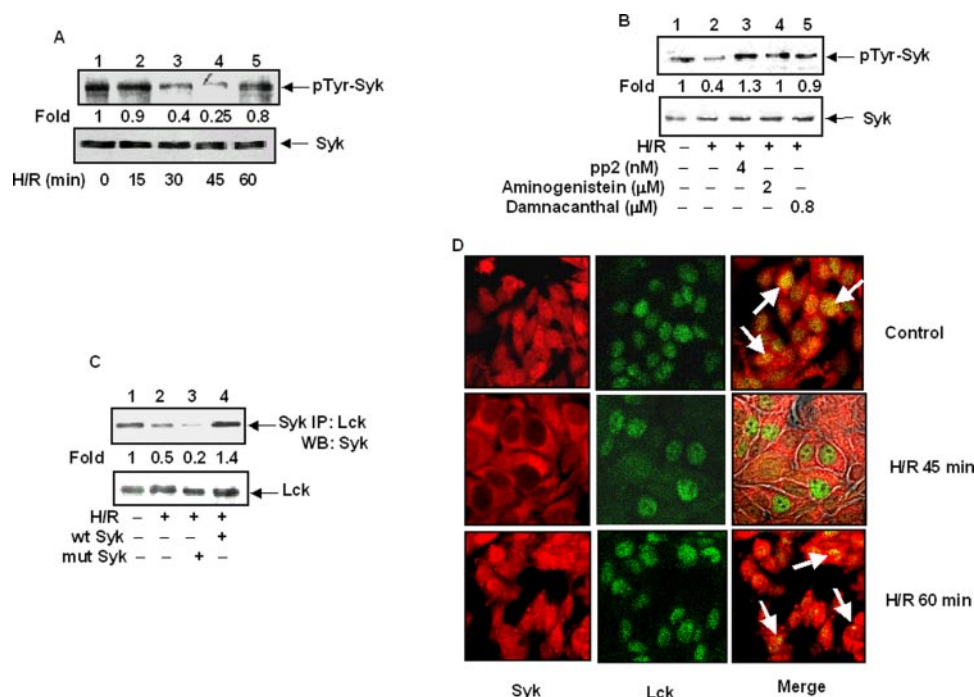 A
1 2 3 4 5
pTyr-Syk
Fold 1 0.9 0.4 0.25 0.8
Syk
H/R (min) 0 15 30 45 60
B
1 2 3 4 5
pTyr-Syk
Fold 1 0.4 1.3 1 0.9
Syk
H/R – + + + +
pp2 (nM) – – 4 – –
Aminogenistein (μM) – – – 2 –
Damnacanthal (μM) – – – – 0.8
C
1 2 3 4
Syk IP: Lck
WB: Syk
Fold 1 0.5 0.2 1.4
Lck
H/R – + + +
wt Syk – – – +
mut Syk – – + –
D
Control
H/R 45 min
H/R 60 min
Syk Lck Merge